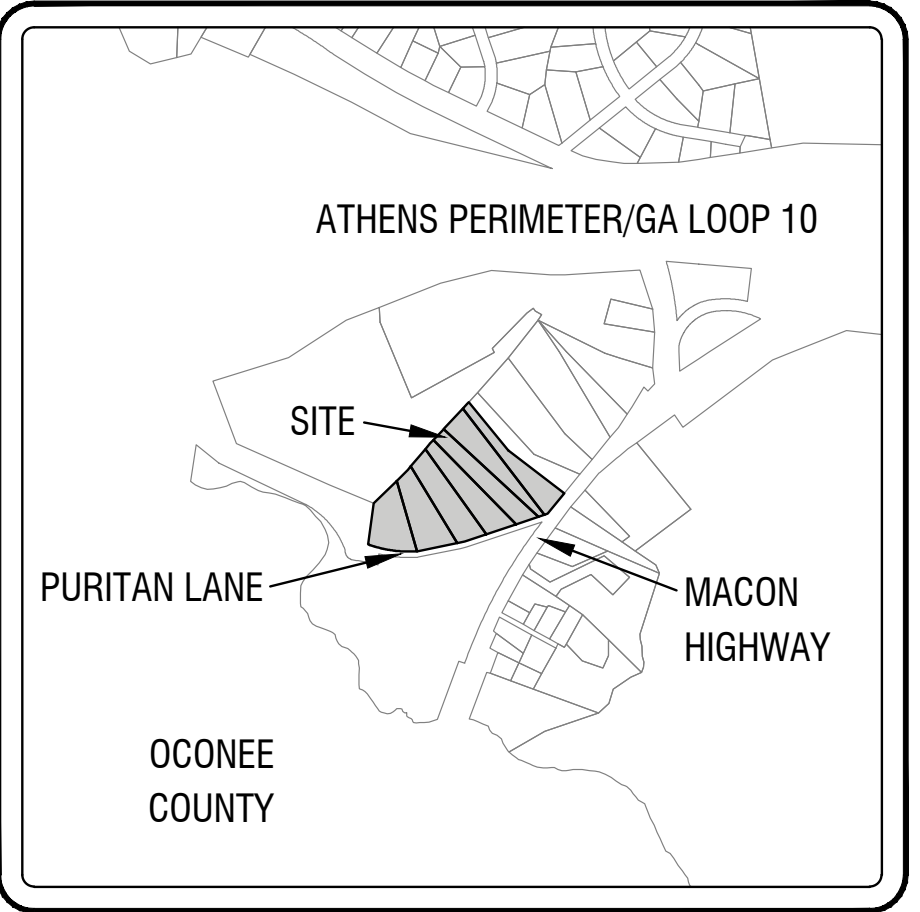 ATHENS PERIMETER/GA LOOP 10
SITE
PURITAN LANE
MACON
HIGHWAY
OCONEE
COUNTY